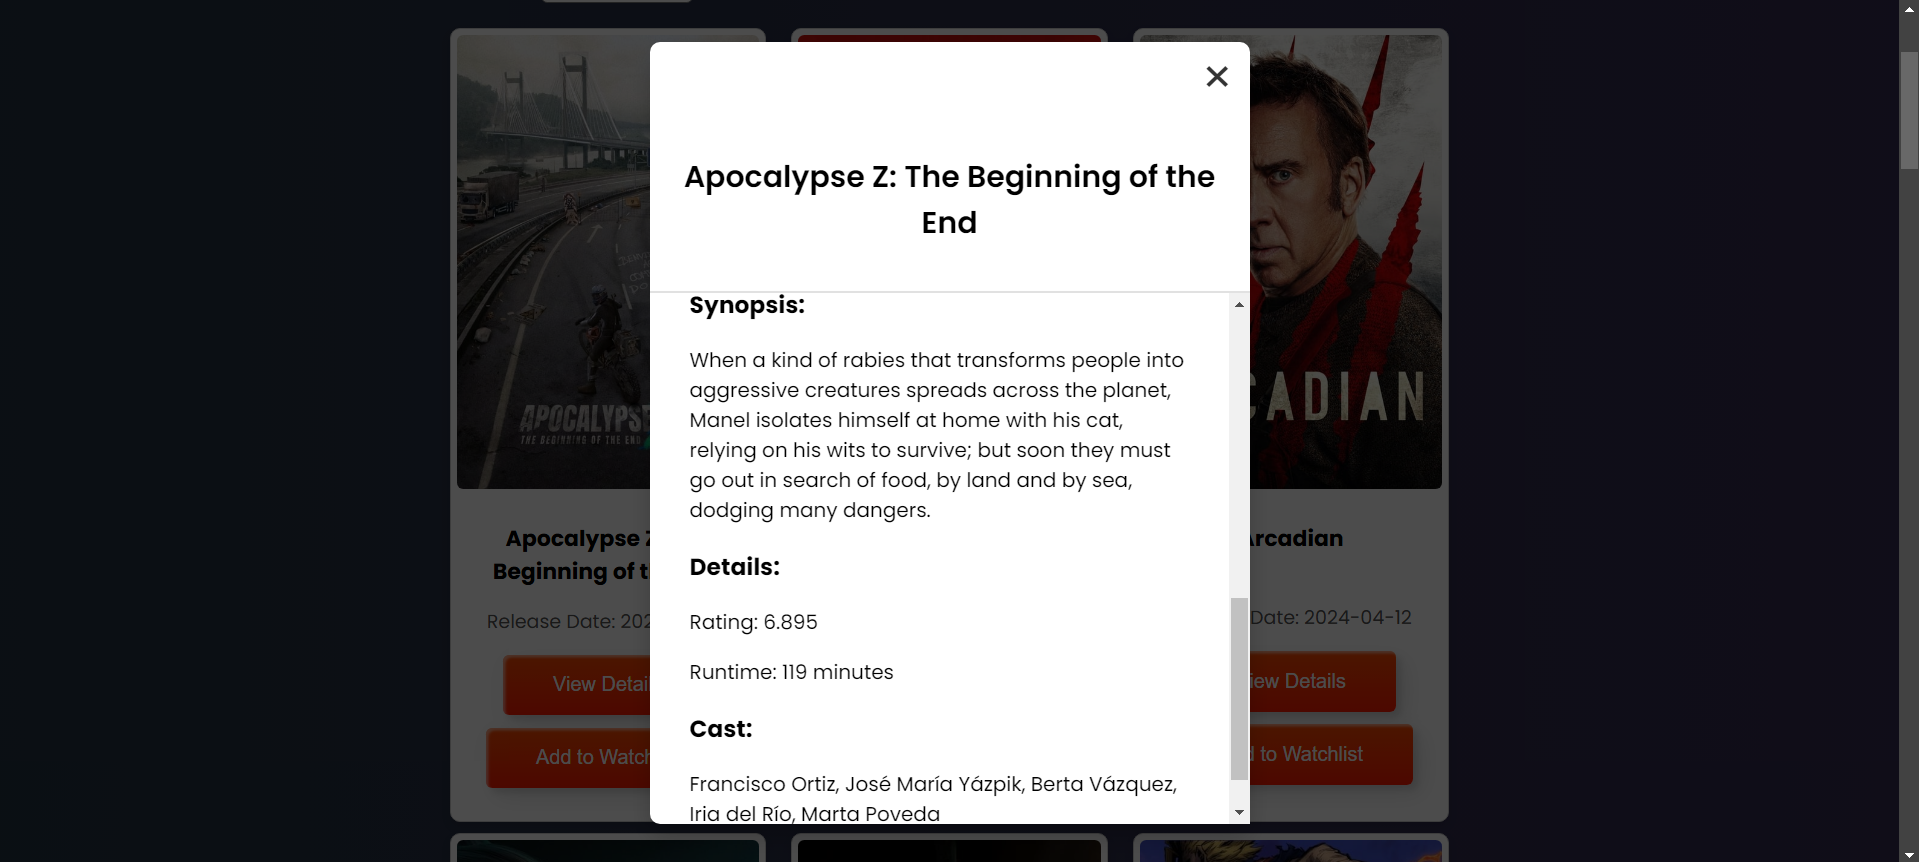 Apocalypse Z: The Beginning of the
End
Synopsis:
When a kind of rabies that transforms people into
aggressive creatures spreads across the planet,
Manel isolates himself at home with his cat,
relying on his wits to survive; but soon they must
go out in search of food, by land and by sea,
dodging many dangers.
Details:
Rating: 6.895
Runtime: 119 minutes
Cast:
Francisco Ortiz, José María Yázpik, Berta Vázquez,
Iria del Río, Marta Poveda
APOCALYPS
THE BEGINNING OF THE END
Apocalypse Z
Beginning of t
Release Date: 202
View Detai
Add to Watch
CADIAN
Arcadian
Date: 2024-04-12
iew Details
d to Watchlist